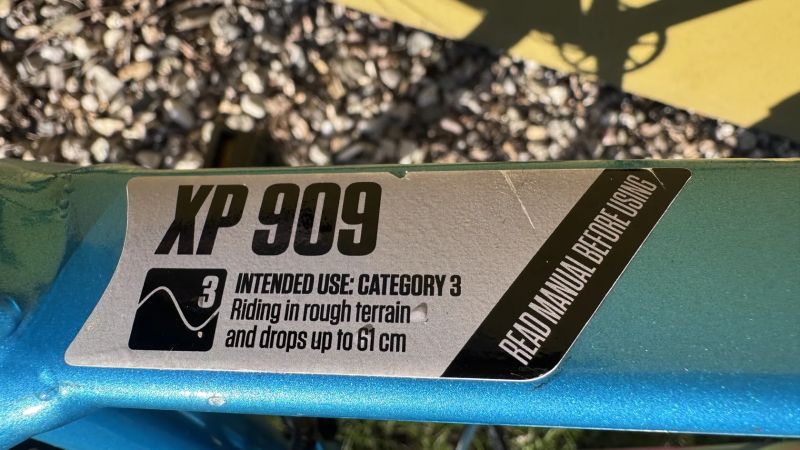 XP 909
3
INTENDED USE: CATEGORY 3
Riding in rough terrain
and drops up to 61 cm
READ MANUAL BEFORE USING